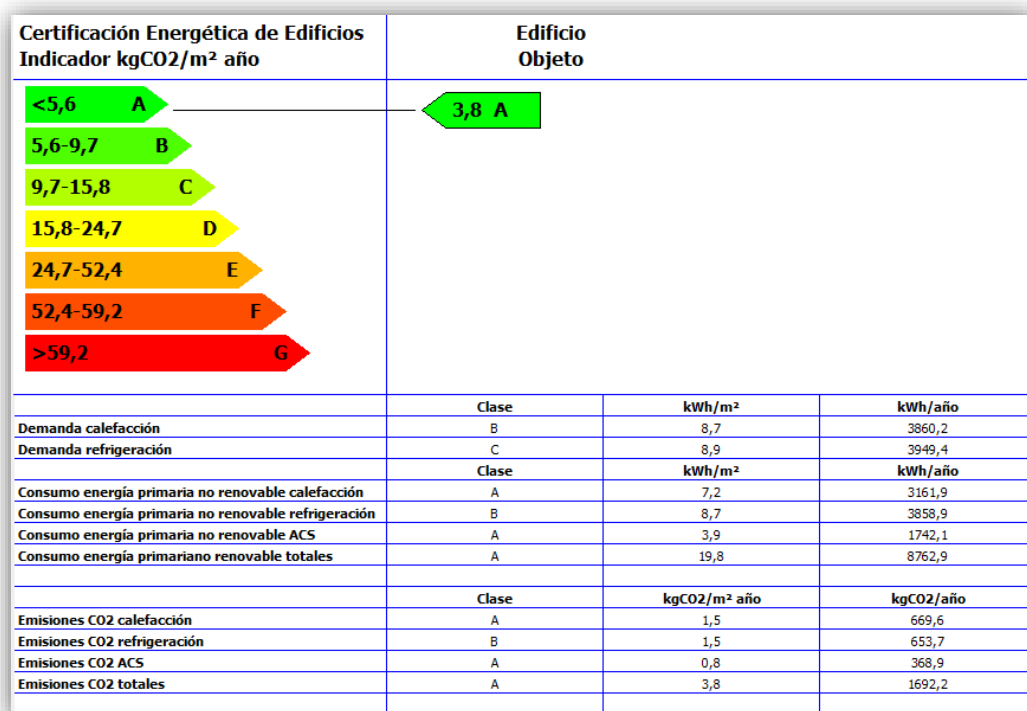 Certificación Energética de Edificios
Indicador kgCO2/m² año
Edificio
Objeto
<5,6 A
3,8 A
5,6-9,7 B
9,7-15,8 C
15,8-24,7 D
24,7-52,4 E
52,4-59,2 F
>59,2 G
Clase kWh/m² kWh/año
Demanda calefacción B 8,7 3860,2
Demanda refrigeración C 8,9 3949,4
Clase kWh/m² kWh/año
Consumo energía primaria no renovable calefacción A 7,2 3161,9
Consumo energía primaria no renovable refrigeración B 8,7 3858,9
Consumo energía primaria no renovable ACS A 3,9 1742,1
Consumo energía primariano renovable totales A 19,8 8762,9
Clase kgCO2/m² año kgCO2/año
Emisiones CO2 calefacción A 1,5 669,6
Emisiones CO2 refrigeración B 1,5 653,7
Emisiones CO2 ACS A 0,8 368,9
Emisiones CO2 totales A 3,8 1692,2